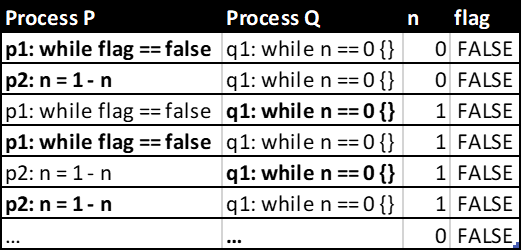 Process P Process Q n flag
p1: while flag == false q1: while n == 0 {} 0 FALSE
p2: n = 1 - n q1: while n == 0 {} 0 FALSE
p1: while flag == false q1: while n == 0 {} 1 FALSE
p1: while flag == false q1: while n == 0 {} 1 FALSE
p2: n = 1 - n q1: while n == 0 {} 1 FALSE
p2: n = 1 - n q1: while n == 0 {} 1 FALSE
... ... 0 FALSE